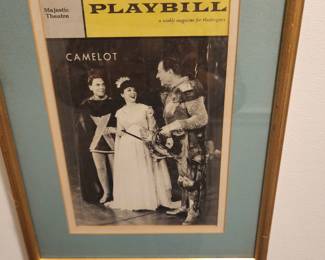 Majestic Theatre
PLAYBILL
a weekly magazine for theatregoers
CAMELOT